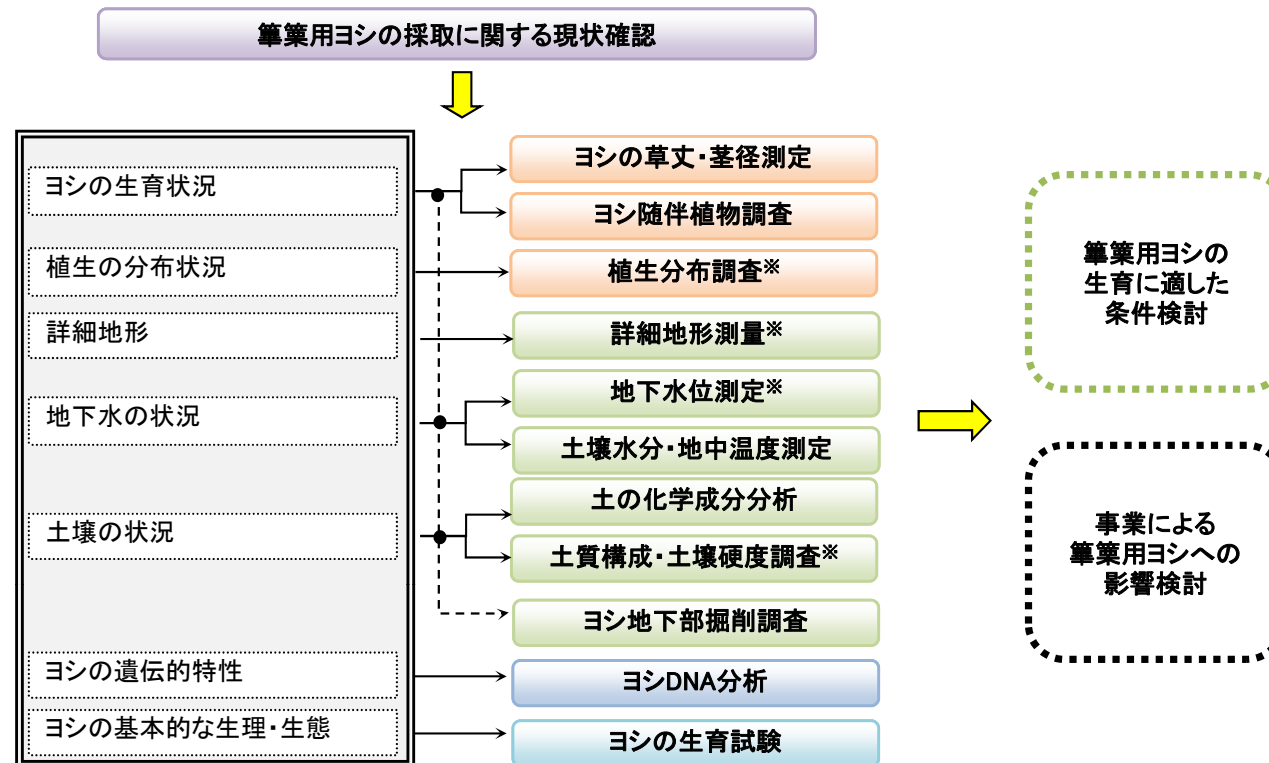 篳篥用ヨシの採取に関する現状確認
ヨシの生育状況
植生の分布状況
詳細地形
地下水の状況
土壌の状況
ヨシの遺伝的特性
ヨシの基本的な生理・生態
ヨシの草丈・茎径測定
ヨシ随伴植物調査
植生分布調査※
詳細地形測量※
地下水位測定※
土壌水分・地中温度測定
土の化学成分分析
土質構成・土壌硬度調査※
ヨシ地下部掘削調査
ヨシDNA分析
ヨシの生育試験
篳篥用ヨシの
生育に適した
条件検討
事業による
篳篥用ヨシへの
影響検討